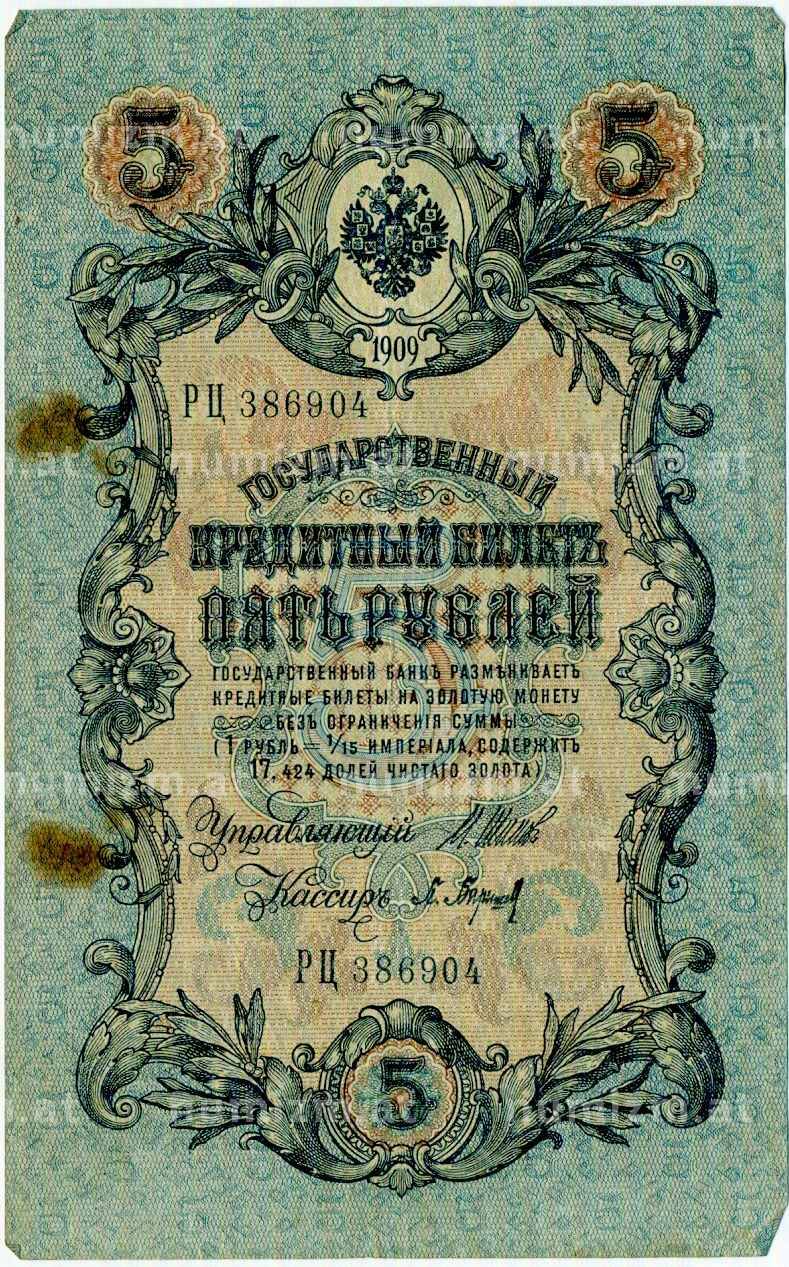 5 5
1909
РЦ 386904
ГОСУДАРСТВЕННЫЙ
КРЕДИТНЫЙ БИЛЕТЪ
ПЯТЬ РУБЛЕЙ
ГОСУДАРСТВЕННЫЙ БАНКЪ РАЗМѢНИВАЕТЪ
КРЕДИТНЫЕ БИЛЕТЫ НА ЗОЛОТУЮ МОНЕТУ
БЕЗЪ ОГРАНИЧЕНІЯ СУММЫ
(1 РУБЛЬ = 1/15 ИМПЕРІАЛА, СОДЕРЖИТЪ
17,424 ДОЛЕЙ ЧИСТАГО ЗОЛОТА)
Управляющій
Кассиръ
РЦ 386904
5